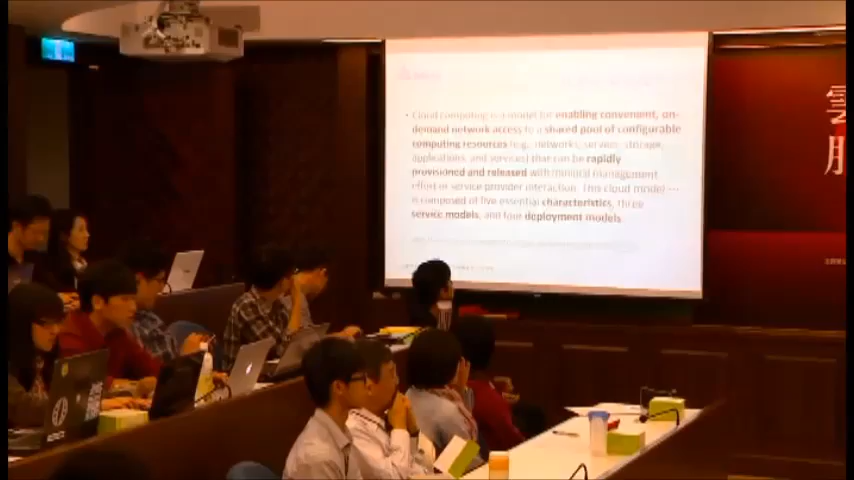 • Cloud computing is a model for enabling convenient, on-
demand network access to a shared pool of configurable
computing resources (e.g., networks, servers, storage,
applications, and services) that can be rapidly
provisioned and released with minimal management
effort or service provider interaction. This cloud model
is composed of five essential characteristics, three
service models, and four deployment models
雲